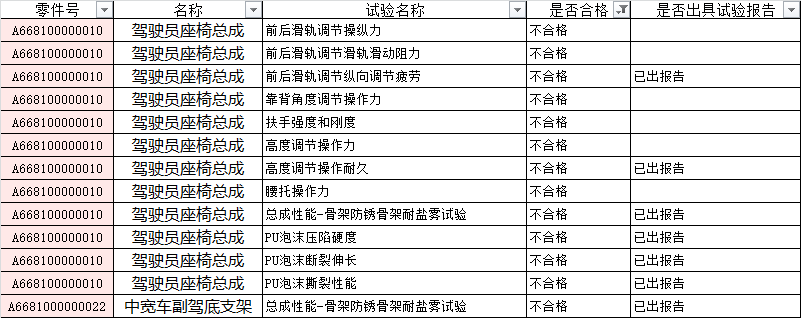 零件号 名称 试验名称 是否合格 是否出具试验报告
A668100000010 驾驶员座椅总成 前后滑轨调节操纵力 不合格
A668100000010 驾驶员座椅总成 前后滑轨调节滑轨滑动阻力 不合格
A668100000010 驾驶员座椅总成 前后滑轨调节纵向调节疲劳 不合格 已出报告
A668100000010 驾驶员座椅总成 靠背角度调节操作力 不合格
A668100000010 驾驶员座椅总成 扶手强度和刚度 不合格
A668100000010 驾驶员座椅总成 高度调节操作力 不合格
A668100000010 驾驶员座椅总成 高度调节操作耐久 不合格 已出报告
A668100000010 驾驶员座椅总成 腰托操作力 不合格
A668100000010 驾驶员座椅总成 总成性能-骨架防锈骨架耐盐雾试验 不合格 已出报告
A668100000010 驾驶员座椅总成 PU泡沫压陷硬度 不合格 已出报告
A668100000010 驾驶员座椅总成 PU泡沫断裂伸长 不合格 已出报告
A668100000010 驾驶员座椅总成 PU泡沫撕裂性能 不合格 已出报告
A6681000000022 中宽车副驾底支架 总成性能-骨架防锈骨架耐盐雾试验 不合格 已出报告